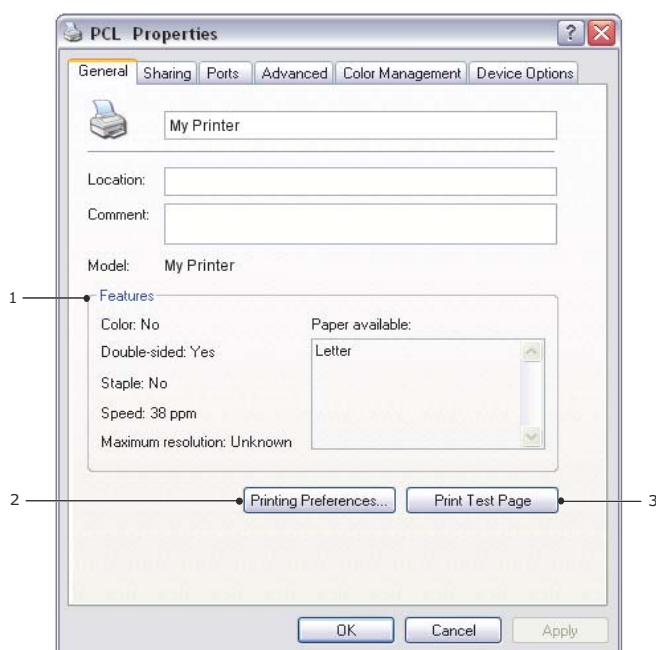 PCL Properties
General Sharing Ports Advanced Color Management Device Options
My Printer
Location:
Comment:
Model: My Printer
1
Features
Color: No
Paper available:
Double-sided: Yes
Letter
Staple: No
Speed: 38 ppm
Maximum resolution: Unknown
2
Printing Preferences...
Print Test Page
3
OK
Cancel
Apply